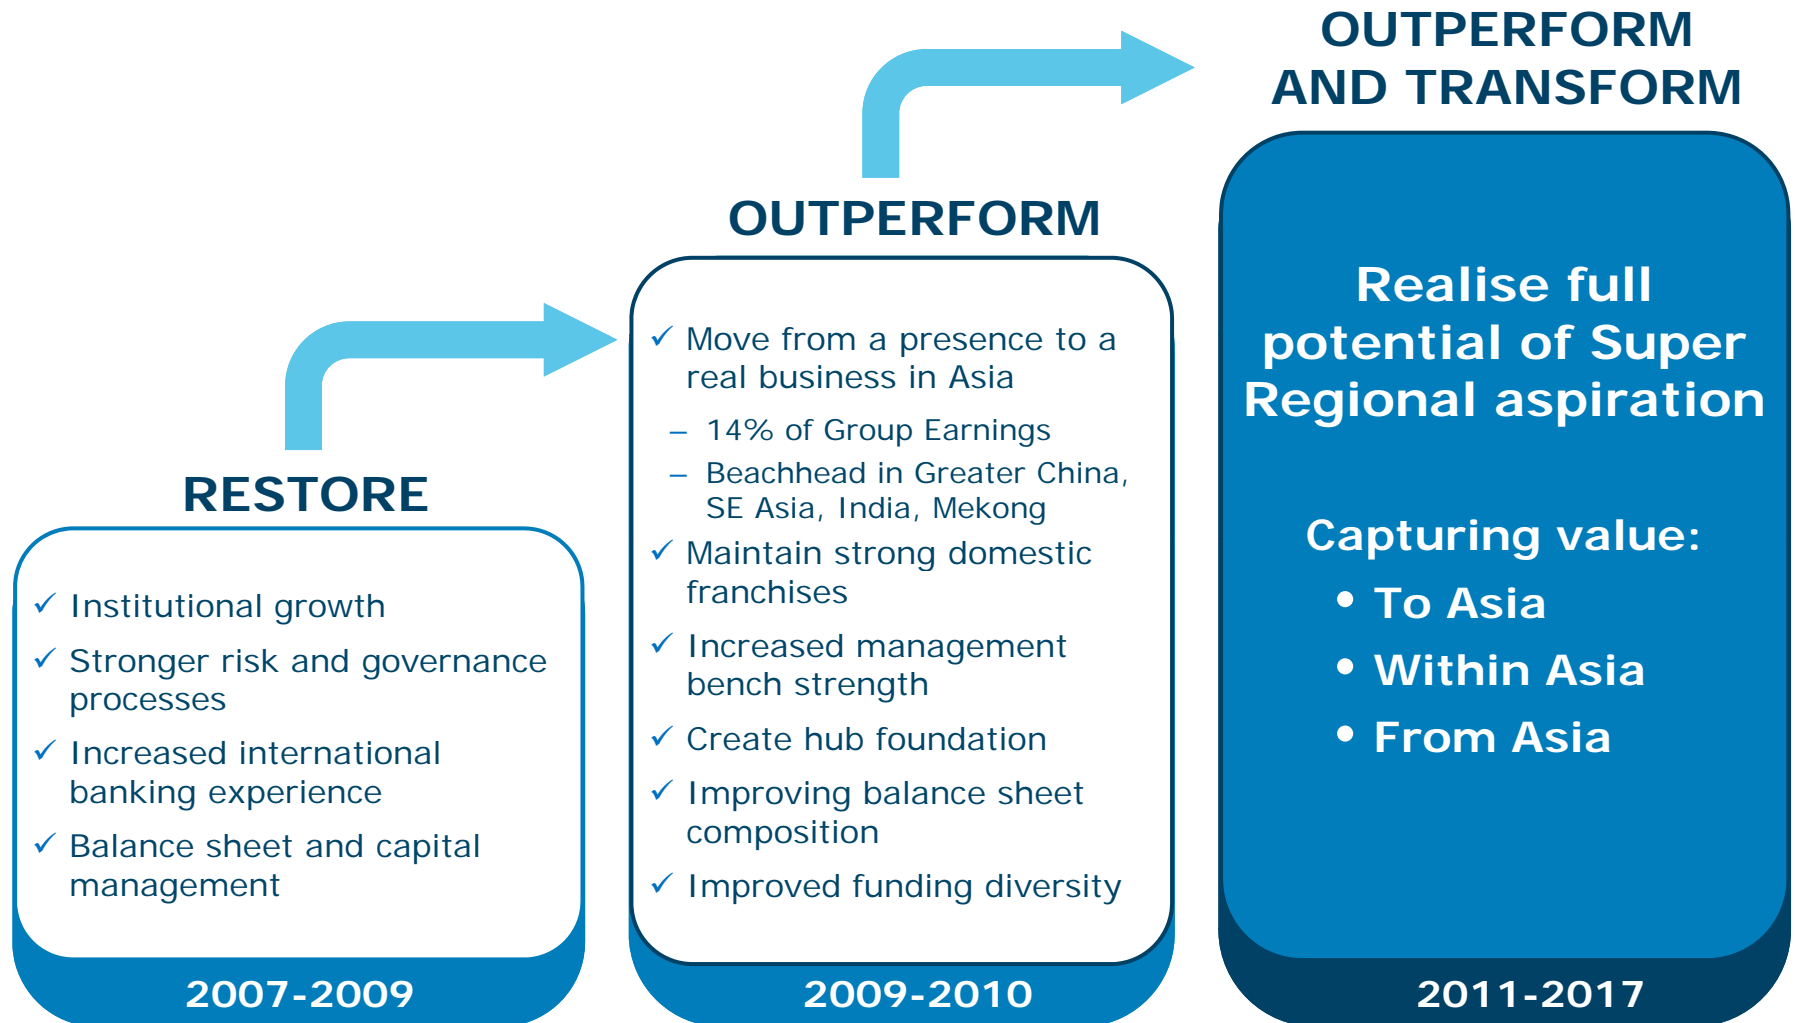 RESTORE
✓ Institutional growth
✓ Stronger risk and governance
processes
✓ Increased international
banking experience
✓ Balance sheet and capital
management
2007-2009
OUTPERFORM
✓ Move from a presence to a
real business in Asia
– 14% of Group Earnings
– Beachhead in Greater China,
SE Asia, India, Mekong
✓ Maintain strong domestic
franchises
✓ Increased management
bench strength
✓ Create hub foundation
✓ Improving balance sheet
composition
✓ Improved funding diversity
2009-2010
OUTPERFORM
AND TRANSFORM
Realise full
potential of Super
Regional aspiration
Capturing value:
• To Asia
• Within Asia
• From Asia
2011-2017